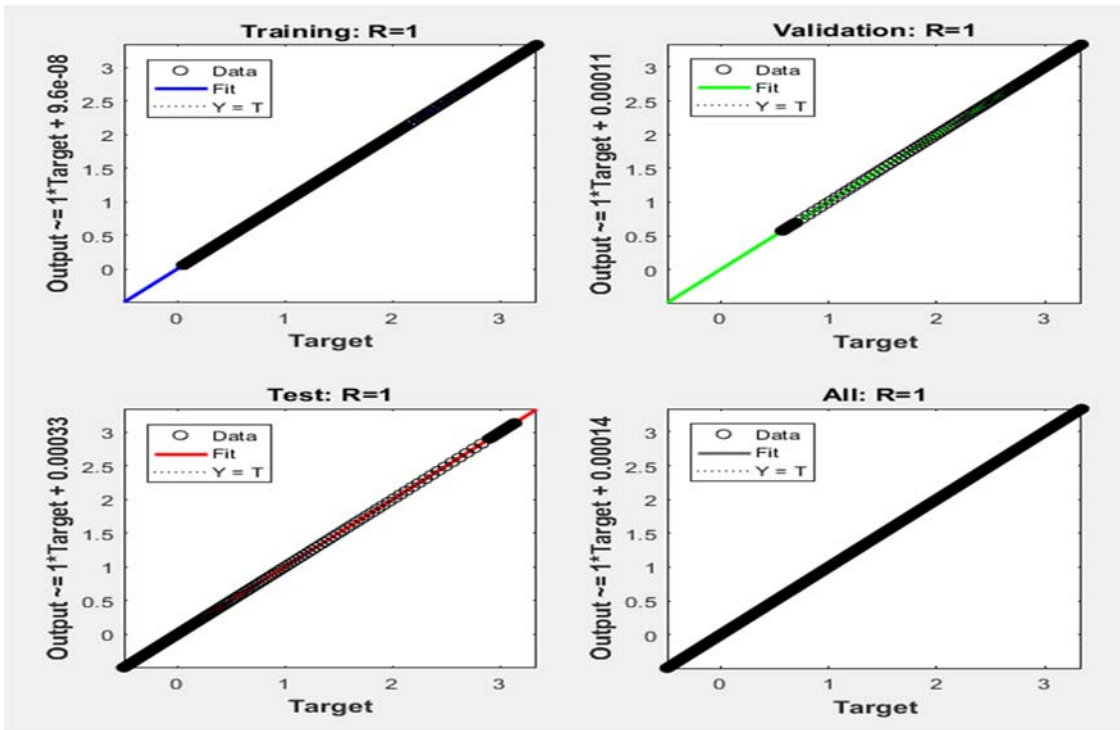 Training: R=1
Output ~= 1*Target + 9.6e-08
Data
Fit
Y = T
3
2.5
2
1.5
1
0.5
0
0
1
2
3
Target
Validation: R=1
Output ~= 1*Target + 0.00011
Data
Fit
Y = T
3
2.5
2
1.5
1
0.5
0
0
1
2
3
Target
Test: R=1
Output ~= 1*Target + 0.00033
Data
Fit
Y = T
3
2.5
2
1.5
1
0.5
0
0
1
2
3
Target
All: R=1
Output ~= 1*Target + 0.00014
Data
Fit
Y = T
3
2.5
2
1.5
1
0.5
0
0
1
2
3
Target